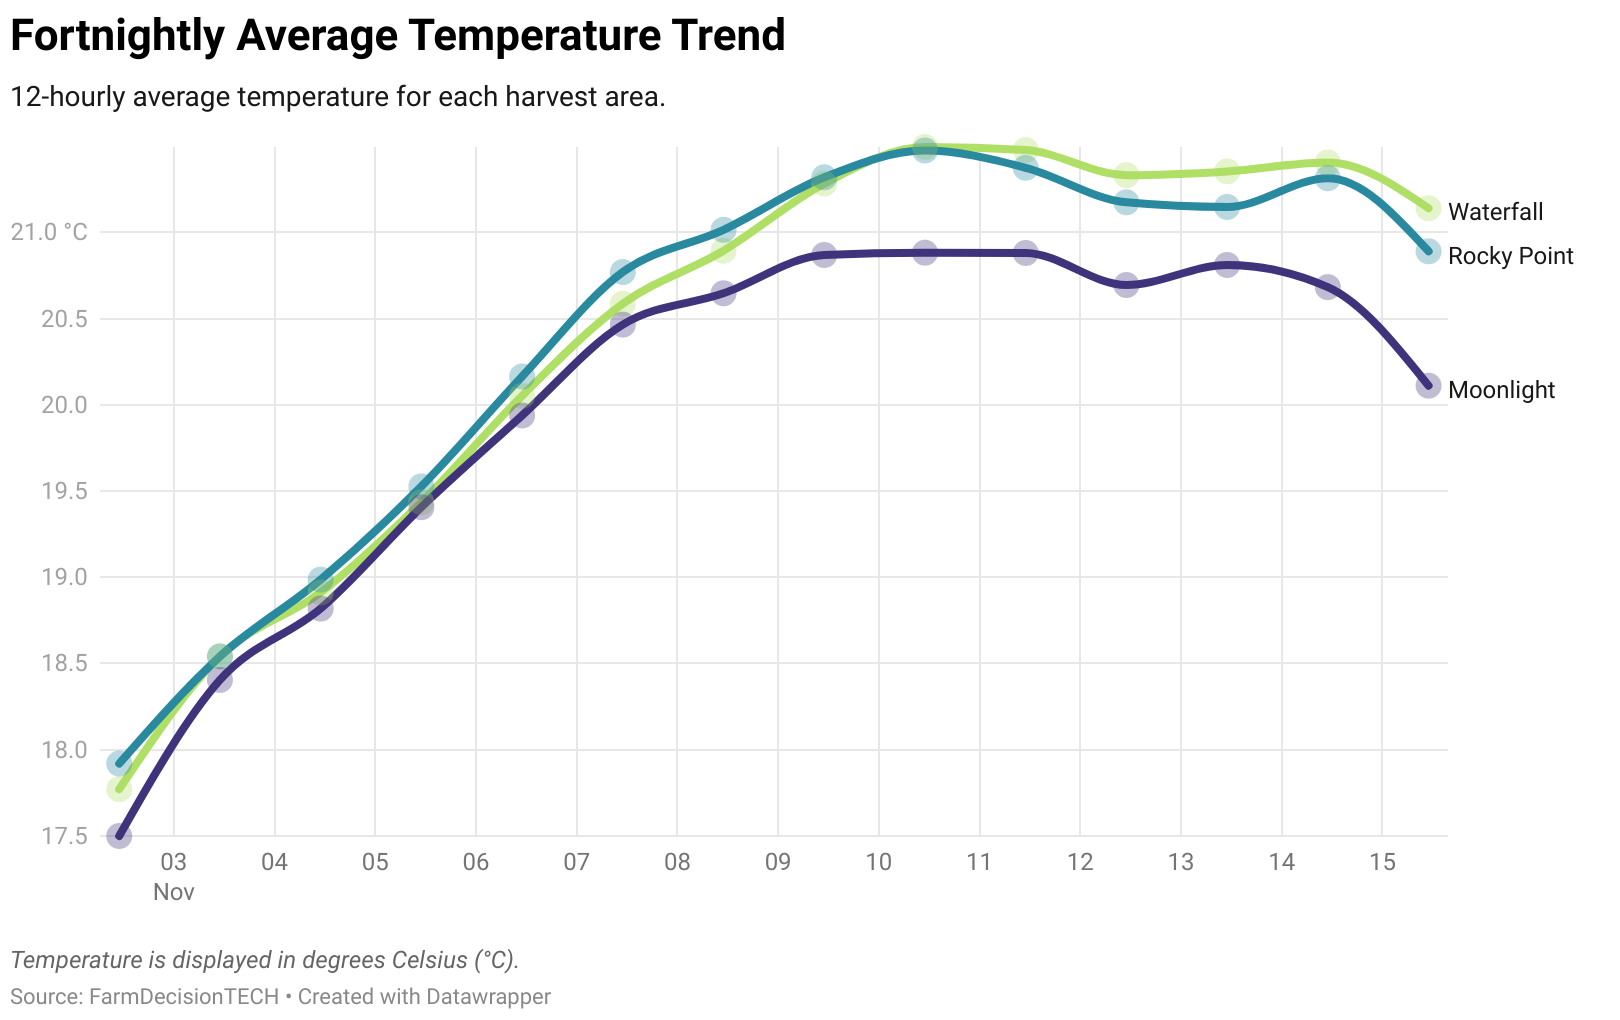 Fortnightly Average Temperature Trend
12-hourly average temperature for each harvest area.
Waterfall
21.0 °C
Rocky Point
20.5
20.0
Moonlight
19.5
19.0
18.5
18.0
17.5
03 04 05 06 07 08 09 10 11 12 13 14 15
Nov
Temperature is displayed in degrees Celsius (°C).
Source: FarmDecisionTECH • Created with Datawrapper